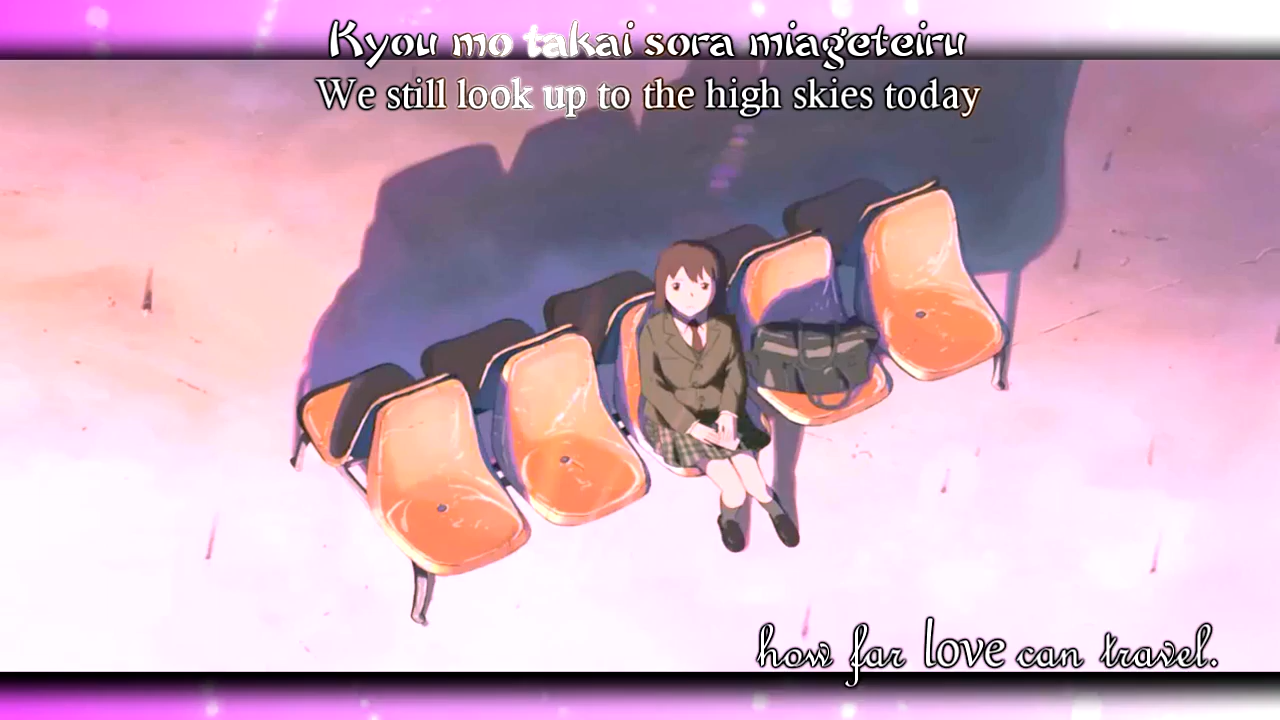 Kyou mo takai sora miageteiru
We still look up to the high skies today
how far love can travel.